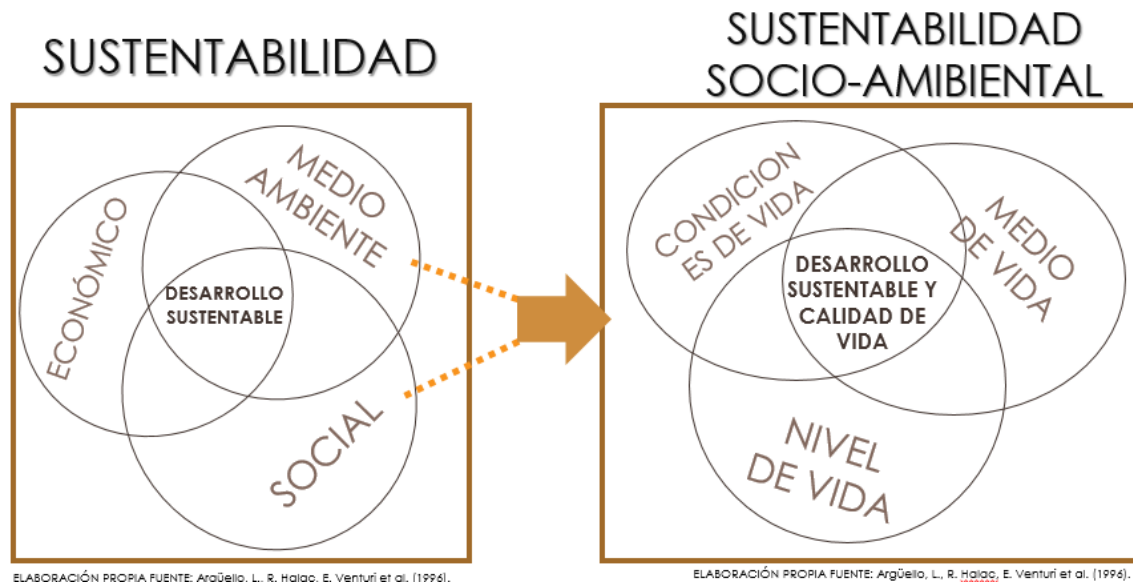 SUSTENTABILIDAD
ECONÓMICO
MEDIO
AMBIENTE
DESARROLLO
SUSTENTABLE
SOCIAL
ELABORACIÓN PROPIA FUENTE: Argüello, L., R. Halac, E. Venturi et al. (1996).
SUSTENTABILIDAD
SOCIO-AMIBIENTAL
CONDICION
ES DE VIDA
MEDIO
DE VIDA
DESARROLLO
SUSTENTABLE Y
CALIDAD DE
VIDA
NIVEL
DE VIDA
ELABORACIÓN PROPIA FUENTE: Argüello, L., R. Halac, E. Venturi et al. (1996).